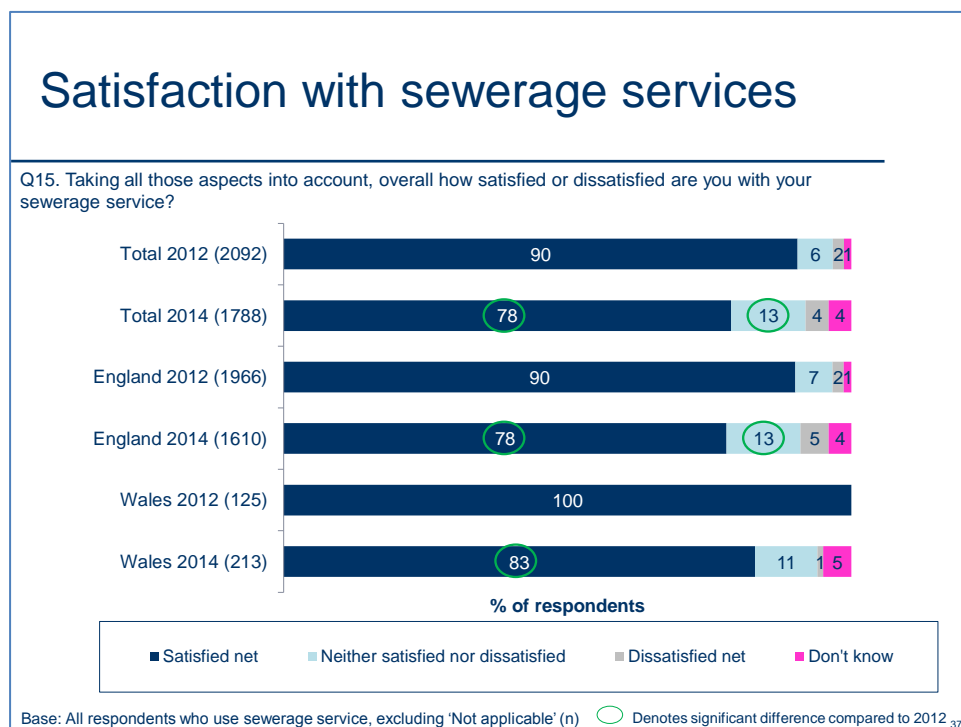 Satisfaction with sewerage services
Q15. Taking all those aspects into account, overall how satisfied or dissatisfied are you with your
sewerage service?
Total 2012 (2092) 90 6 2 1
Total 2014 (1788) 78 13 4 4
England 2012 (1966) 90 7 2 1
England 2014 (1610) 78 13 5 4
Wales 2012 (125) 100
Wales 2014 (213) 83 11 1 5
% of respondents
Satisfied net Neither satisfied nor dissatisfied Dissatisfied net Don't know
Base: All respondents who use sewerage service, excluding ‘Not applicable’ (n) Denotes significant difference compared to 2012 37